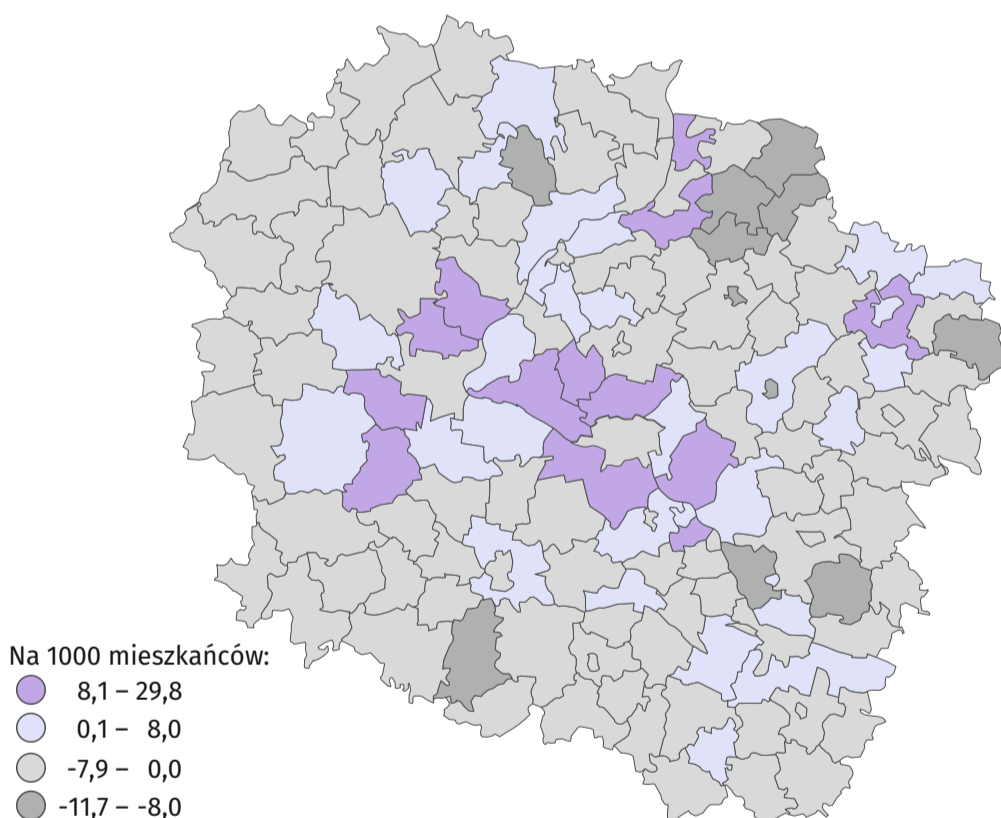 Na 1000 mieszkańców:
8,1 – 29,8
0,1 – 8,0
-7,9 – 0,0
-11,7 – -8,0